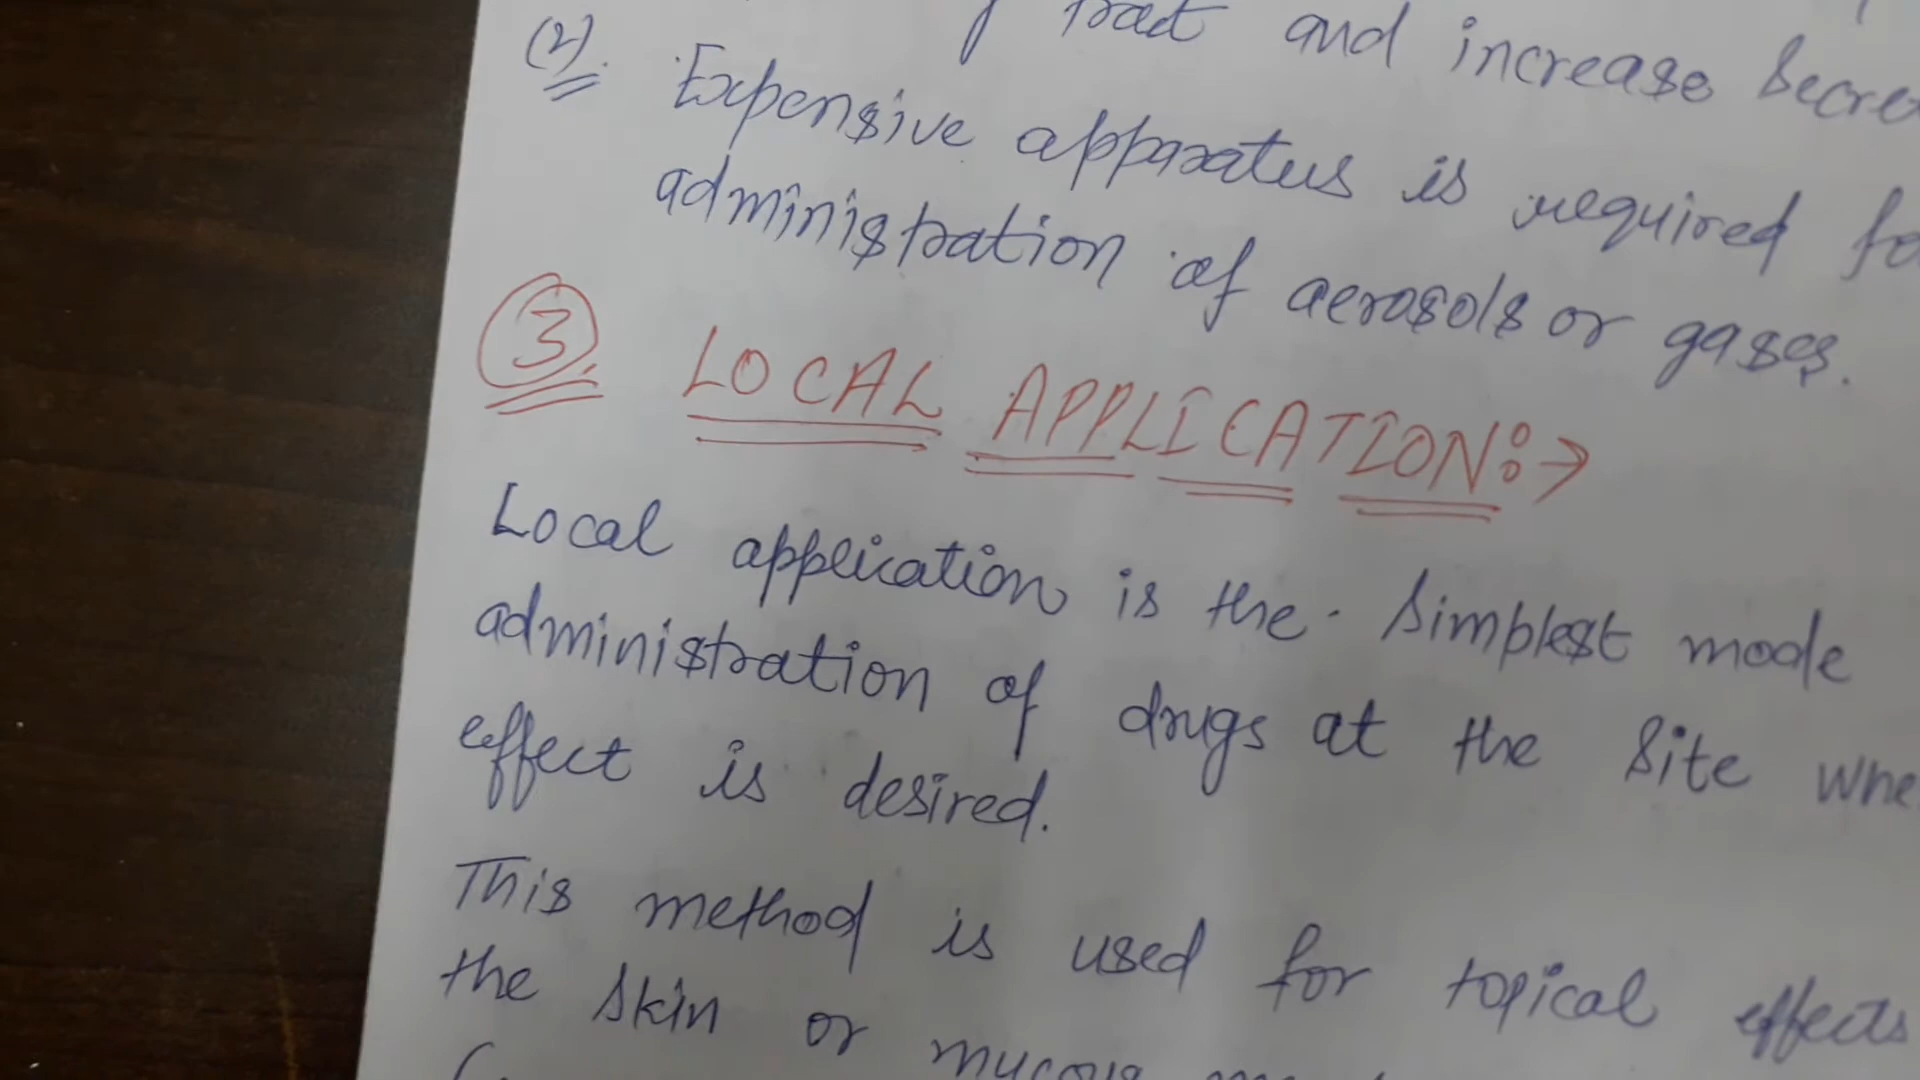 tract and increase
(2). Expensive apparatus is required
administration of aerosols or gases.
3. LOCAL APPLICATION:→
Local application is the simplest mode
administration of drugs at the site
effect is desired.
This method is used for topical effects
the skin or